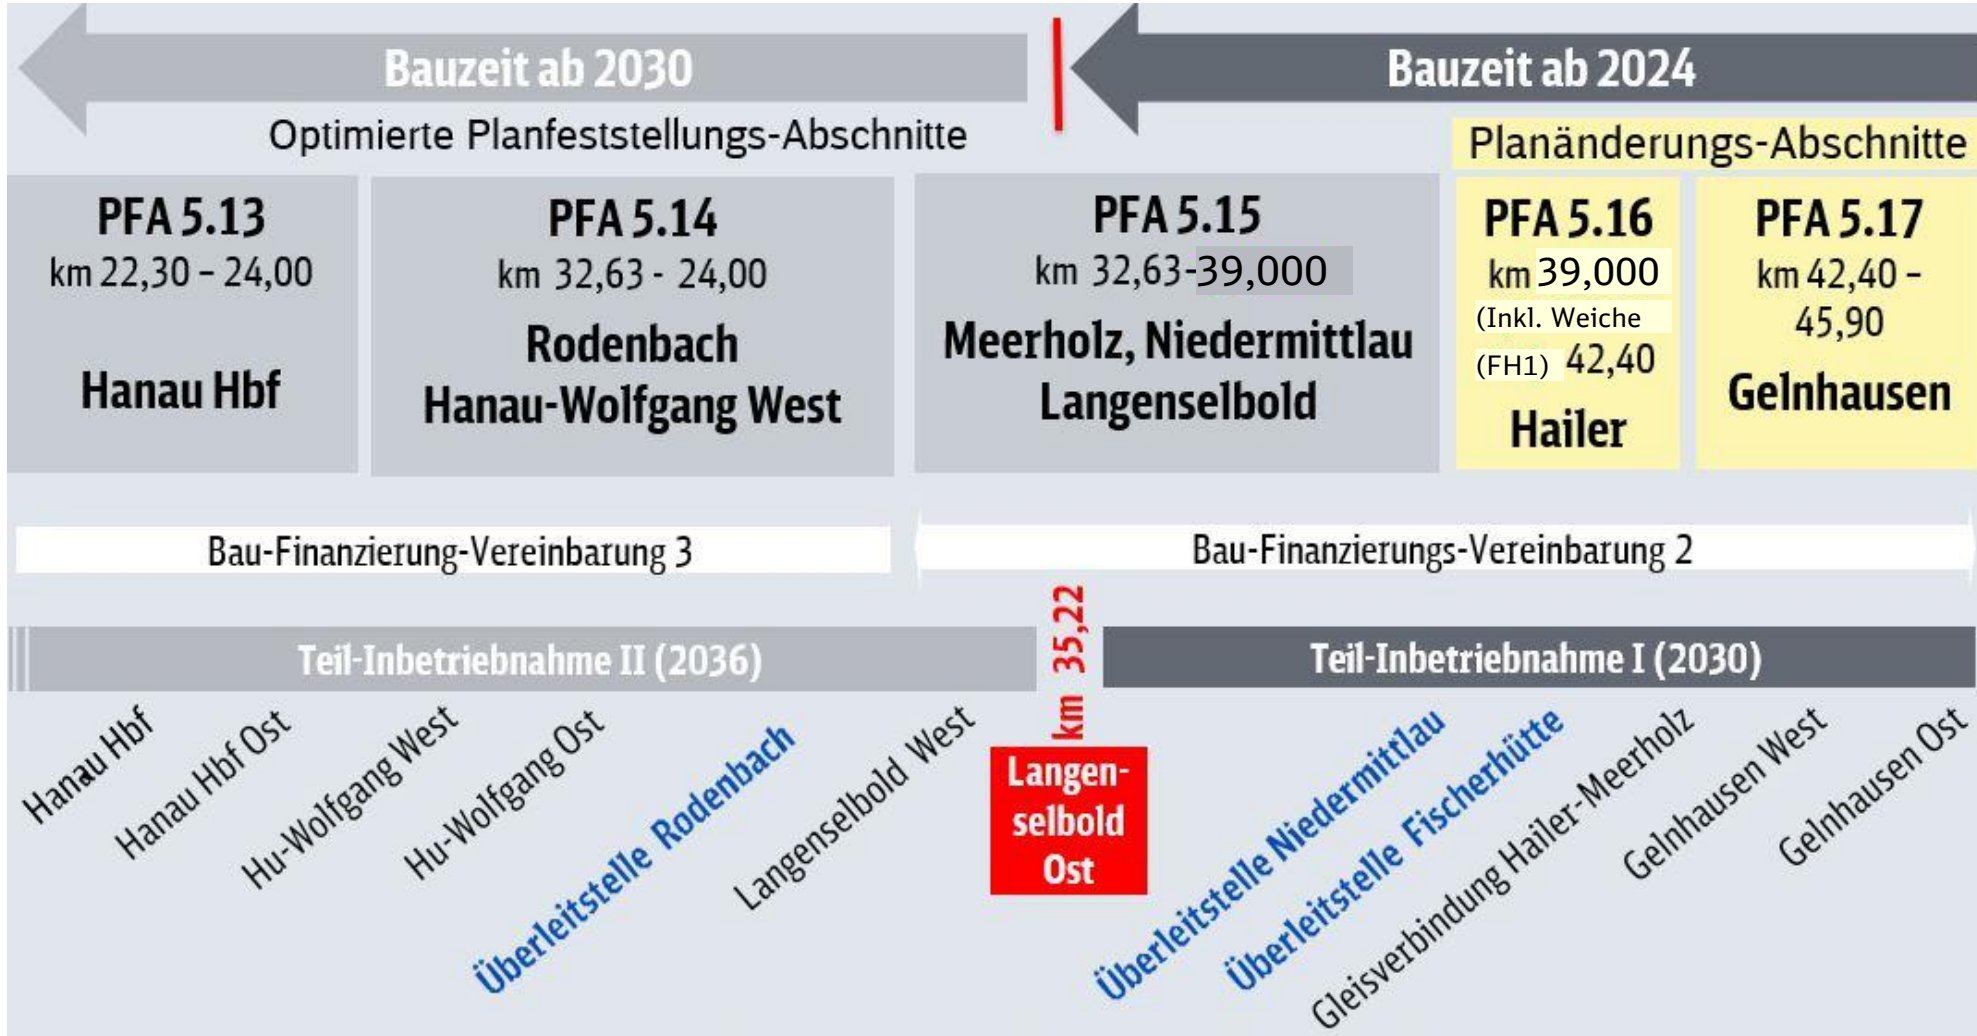 Bauzeit ab 2030
Bauzeit ab 2024
Optimierte Planfeststellungs-Abschnitte
Planänderungs-Abschnitte
PFA 5.13
km 22,30 – 24,00
Hanau Hbf
PFA 5.14
km 32,63 - 24,00
Rodenbach
Hanau-Wolfgang West
PFA 5.15
km 32,63-39,000
Meerholz, Niedermittlau
Langenselbold
PFA 5.16
km 39,000
(Inkl. Weiche
(FH1) 42,40
Hailer
PFA 5.17
km 42,40 –
45,90
Gelnhausen
Bau-Finanzierung-Vereinbarung 3
Bau-Finanzierungs-Vereinbarung 2
Teil-Inbetriebnahme II (2036)
km 35,22
Teil-Inbetriebnahme I (2030)
Hanau Hbf
Hanau Hbf Ost
Hu-Wolfgang West
Hu-Wolfgang Ost
Überleitstelle Rodenbach
Langenselbold West
Langen-
selbold
Ost
Überleitstelle Niedermittlau
Überleitstelle Fischerhütte
Gleisverbindung Hailer-Meerholz
Gelnhausen West
Gelnhausen Ost